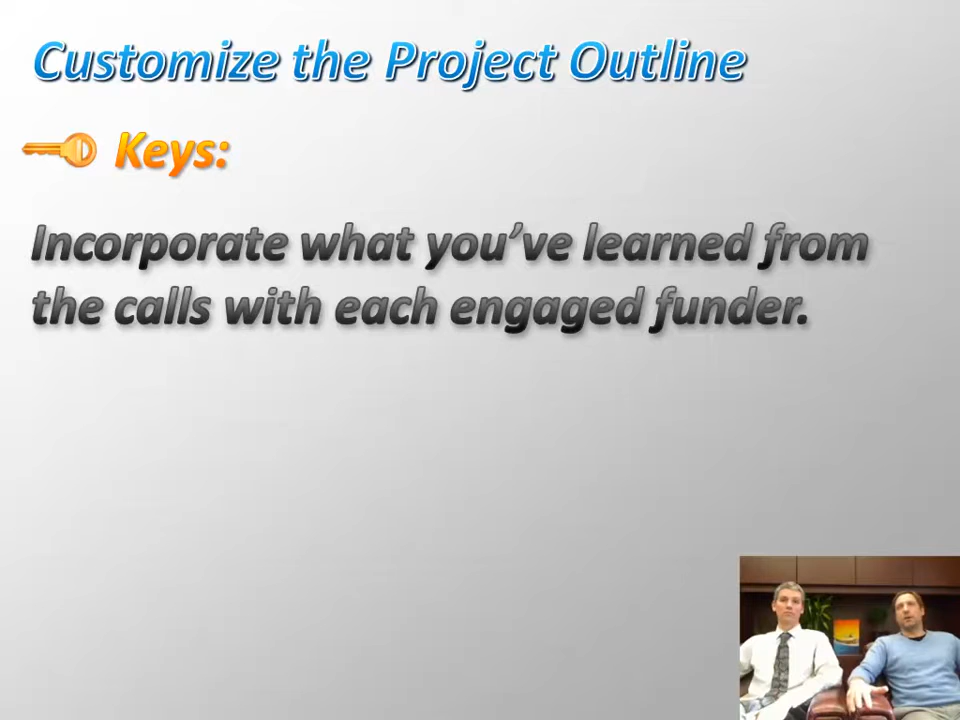 Customize the Project Outline
Keys:
Incorporate what you’ve learned from
the calls with each engaged funder.